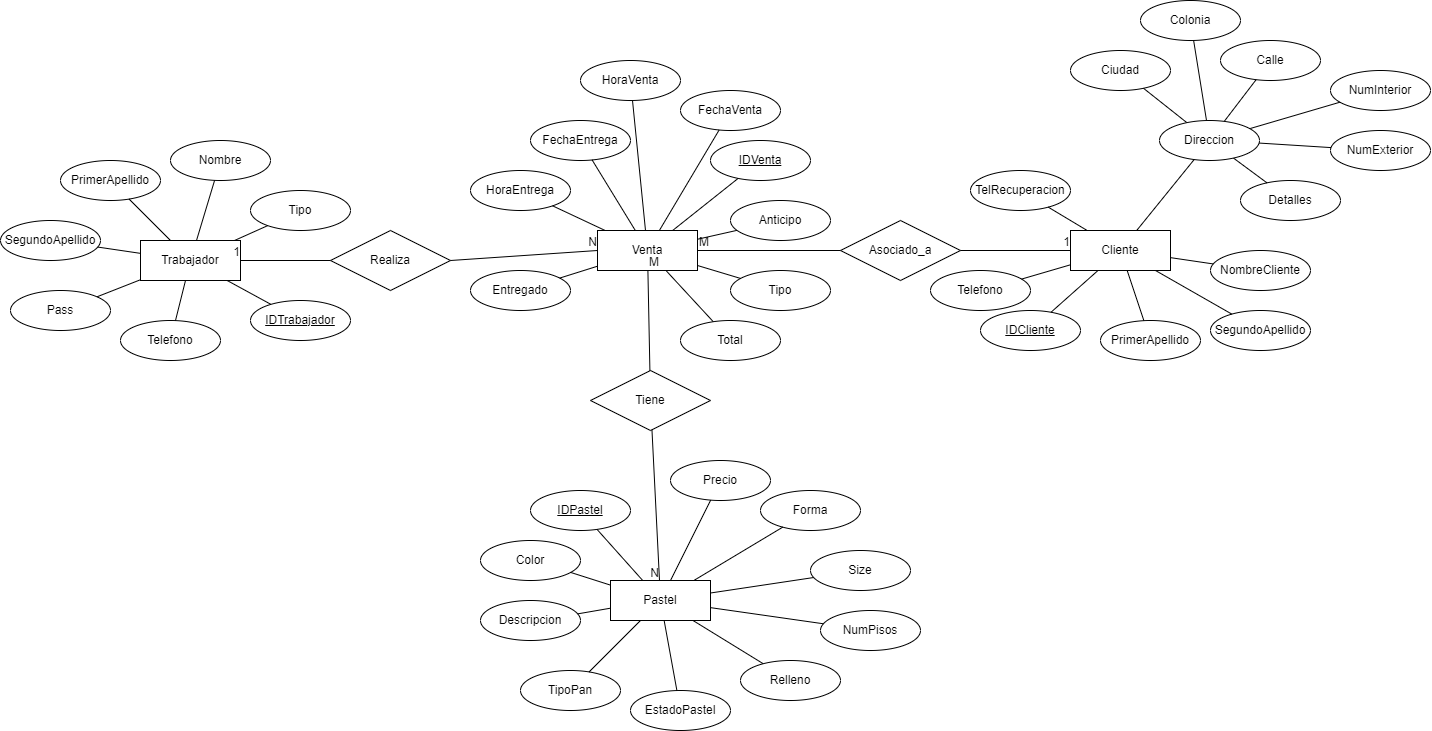 Colonia
Calle
Ciudad
NumInterior
Direccion
NumExterior
Detalles
HoraVenta
FechaVenta
FechaEntrega
IDVenta
HoraEntrega
Anticipo
N
Venta
M
M
Entregado
Tipo
Total
Nombre
PrimerApellido
Tipo
SegundoApellido
Trabajador
1
Realiza
Pass
Telefono
IDTrabajador
TelRecuperacion
Asociado_a
1
Cliente
NombreCliente
Telefono
IDCliente
PrimerApellido
SegundoApellido
Tiene
Precio
IDPastel
Forma
Color
N
Size
Pastel
Descripcion
NumPisos
TipoPan
Relleno
EstadoPastel